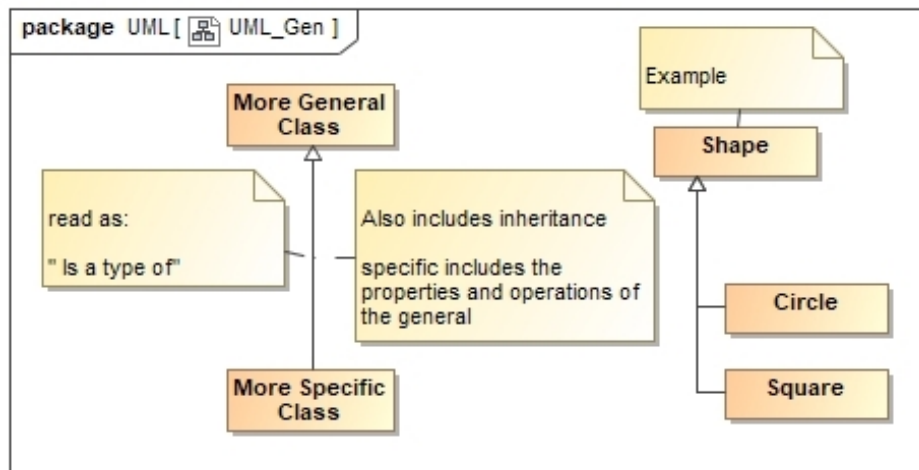 package UML [ UML_Gen ]
More General
Class
read as:
" Is a type of"
Also includes inheritance
specific includes the
properties and operations of
the general
More Specific
Class
Example
Shape
Circle
Square